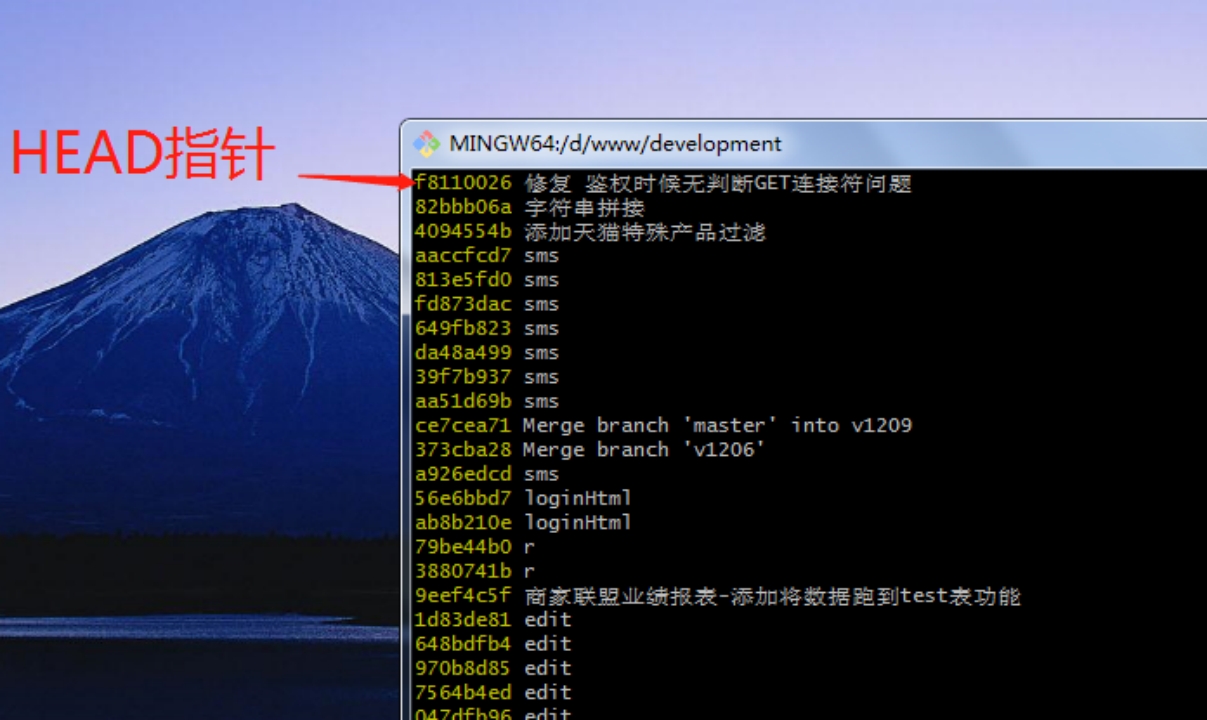 HEAD指针
MINGW64:/d/www/development
f8110026 修复 鉴权时候无判断GET连接符问题
82bbb06a 字符串拼接
4094554b 添加天猫特殊产品过滤
aaccfcd7 sms
813e5fd0 sms
fd873dac sms
649fb823 sms
da48a499 sms
39f7b937 sms
aa51d69b sms
ce7cea71 Merge branch 'master' into v1209
373cba28 Merge branch 'v1206'
a926edcd sms
56e6bbd7 loginHtml
ab8b210e loginHtml
79be44b0 r
3880741b r
9eef4c5f 商家联盟业绩报表-添加将数据跑到test表功能
1d83de81 edit
648bdfb4 edit
970b8d85 edit
7564b4ed edit
047dfb96 edit